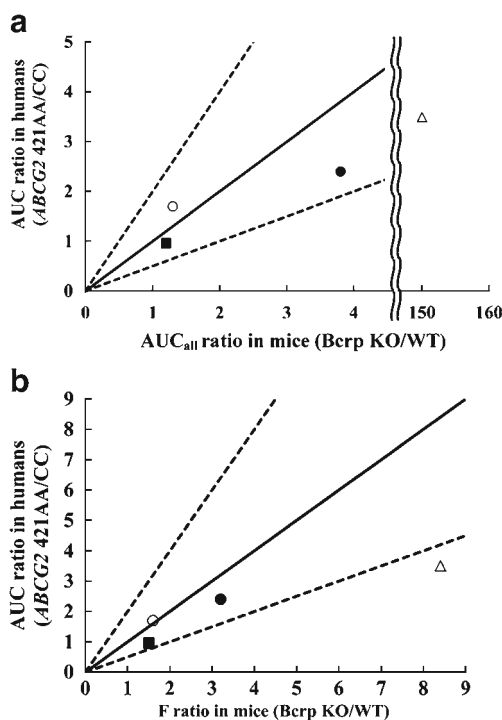 a
AUC ratio in humans
(ABCG2 421AA/CC)
5
4
3
2
1
0
0 1 2 3 4 150 160
AUCall ratio in mice (Bcrp KO/WT)
b
AUC ratio in humans
(ABCG2 421AA/CC)
9
8
7
6
5
4
3
2
1
0
0 1 2 3 4 5 6 7 8 9
F ratio in mice (Bcrp KO/WT)